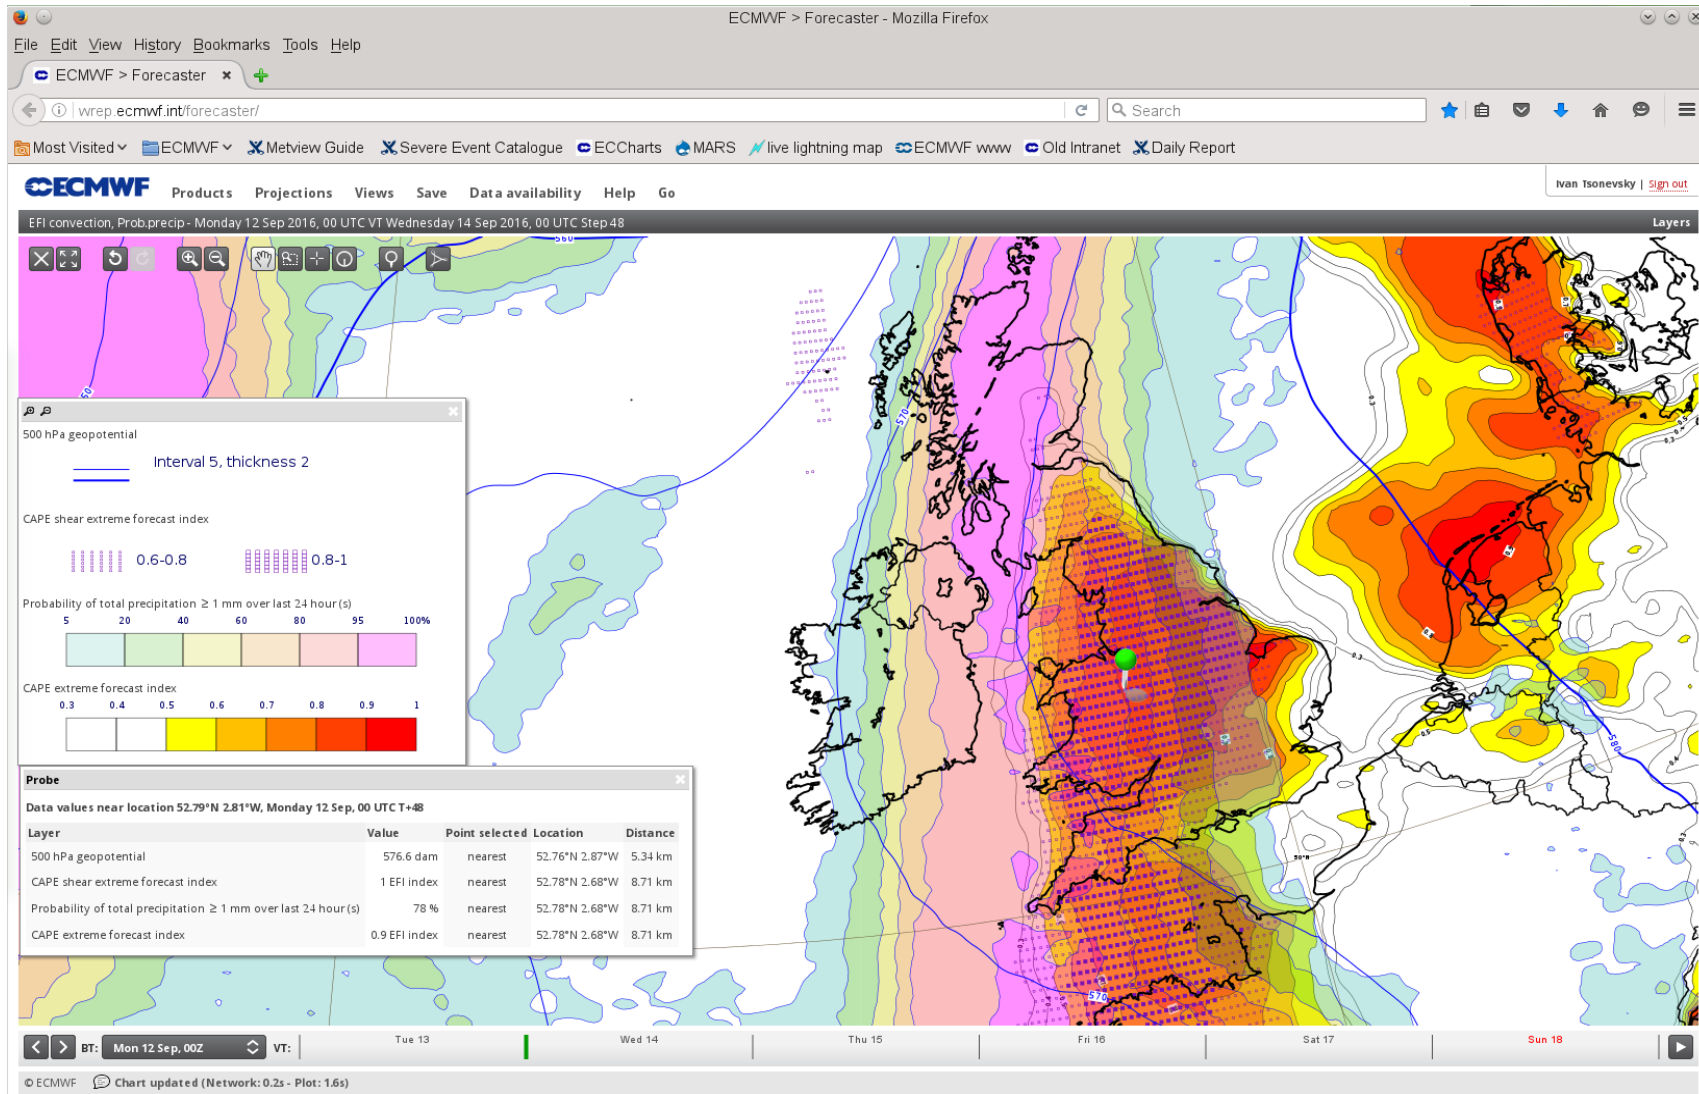 ECMWF > Forecaster - Mozilla Firefox
File Edit View History Bookmarks Tools Help
ECMWF > Forecaster
wrep.ecmwf.int/forecaster/
Search
Most Visited ECMWF Metview Guide Severe Event Catalogue ECCharts MARS live lightning map ECMWF www Old Intranet Daily Report
ECMWF Products Projections Views Save Data availability Help Go
Ivan Tsonevsky | Sign out
EFI convection, Prob.precip - Monday 12 Sep 2016, 00 UTC VT Wednesday 14 Sep 2016, 00 UTC Step 48
Layers
560
570
500 hPa geopotential
Interval 5, thickness 2
CAPE shear extreme forecast index
0.6-0.8 0.8-1
Probability of total precipitation ≥ 1 mm over last 24 hour(s)
5 20 40 60 80 95 100%
CAPE extreme forecast index
0.3 0.4 0.5 0.6 0.7 0.8 0.9 1
580
50°N
570
Probe
Data values near location 52.79°N 2.81°W, Monday 12 Sep, 00 UTC T+48
Layer Value Point selected Location Distance
500 hPa geopotential 576.6 dam nearest 52.76°N 2.87°W 5.34 km
CAPE shear extreme forecast index 1 EFI index nearest 52.78°N 2.68°W 8.71 km
Probability of total precipitation ≥ 1 mm over last 24 hour(s) 78 % nearest 52.78°N 2.68°W 8.71 km
CAPE extreme forecast index 0.9 EFI index nearest 52.78°N 2.68°W 8.71 km
BT: Mon 12 Sep, 00Z VT: Tue 13 Wed 14 Thu 15 Fri 16 Sat 17 Sun 18
© ECMWF Chart updated (Network: 0.2s - Plot: 1.6s)